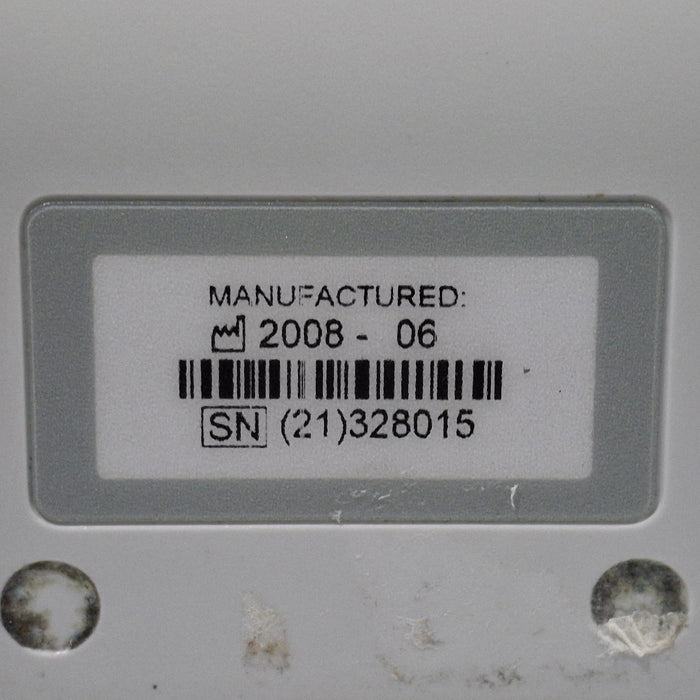 MANUFACTURED:
2008 - 06
SN (21)328015